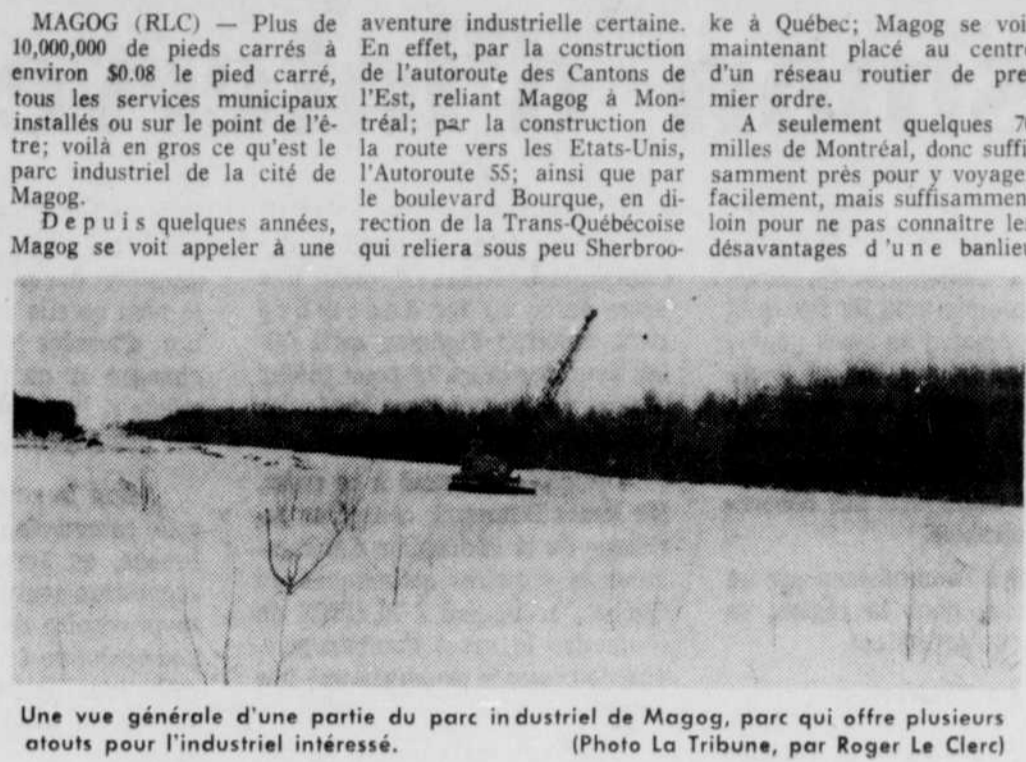 MAGOG (RLC) — Plus de
10,000,000 de pieds carrés à
environ $0.08 le pied carré,
tous les services municipaux
installés ou sur le point de l'ê-
tre; voilà en gros ce qu'est le
parc industriel de la cité de
Magog.
Depuis quelques années,
Magog se voit appeler à une
aventure industrielle certaine.
En effet, par la construction
de l'autoroute des Cantons de
l'Est, reliant Magog à Mon-
tréal; par la construction de
la route vers les Etats-Unis,
l'Autoroute 55; ainsi que par
le boulevard Bourque, en di-
rection de la Trans-Québécoise
qui reliera sous peu Sherbroo-
ke à Québec; Magog se voi
maintenant placé au centr
d'un réseau routier de pre
mier ordre.
A seulement quelques 7
milles de Montréal, donc suffi
samment près pour y voyage
facilement, mais suffisammen
loin pour ne pas connaître le
désavantages d'une banlie
Une vue générale d'une partie du parc industriel de Magog, parc qui offre plusieurs
atouts pour l'industriel intéressé. (Photo La Tribune, par Roger Le Clerc)